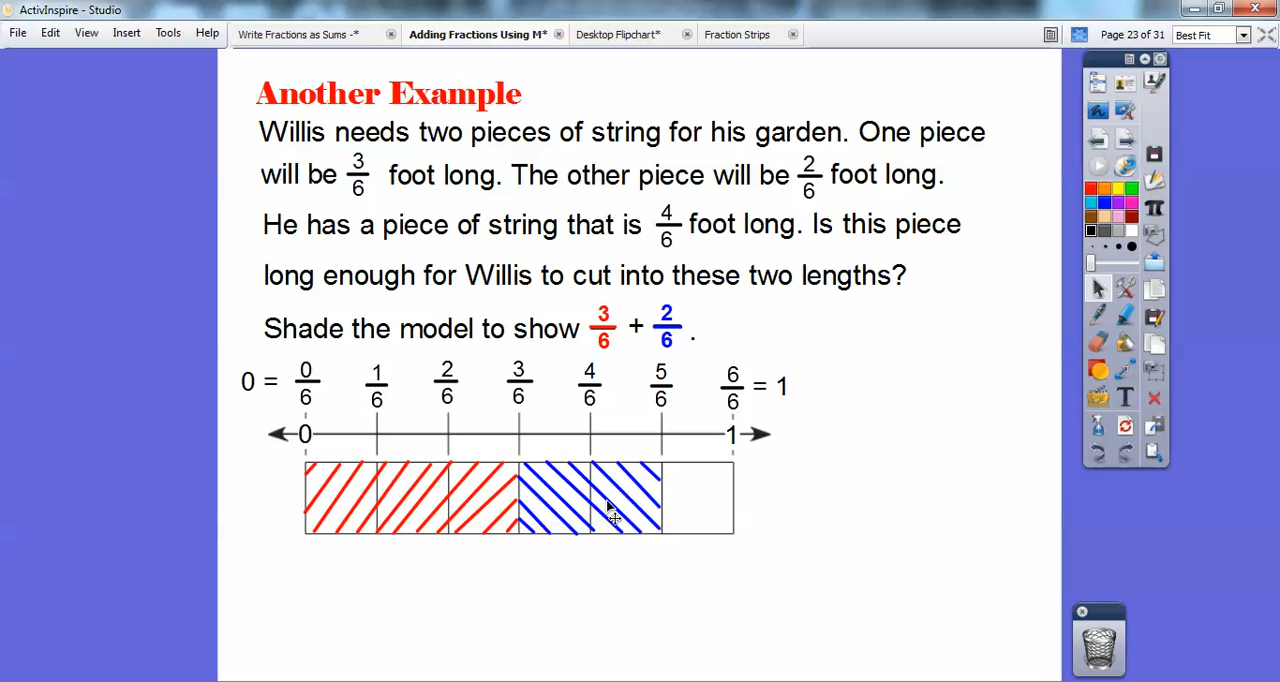 ActivInspire - Studio
File Edit View Insert Tools Help
Write Fractions as Sums -* Adding Fractions Using M* Desktop Flipchart* Fraction Strips
Page 23 of 31 Best Fit
Another Example
Willis needs two pieces of string for his garden. One piece
will be 3/6 foot long. The other piece will be 2/6 foot long.
He has a piece of string that is 4/6 foot long. Is this piece
long enough for Willis to cut into these two lengths?
Shade the model to show 3/6 + 2/6 .
0 = 0/6 1/6 2/6 3/6 4/6 5/6 6/6 = 1
0 1